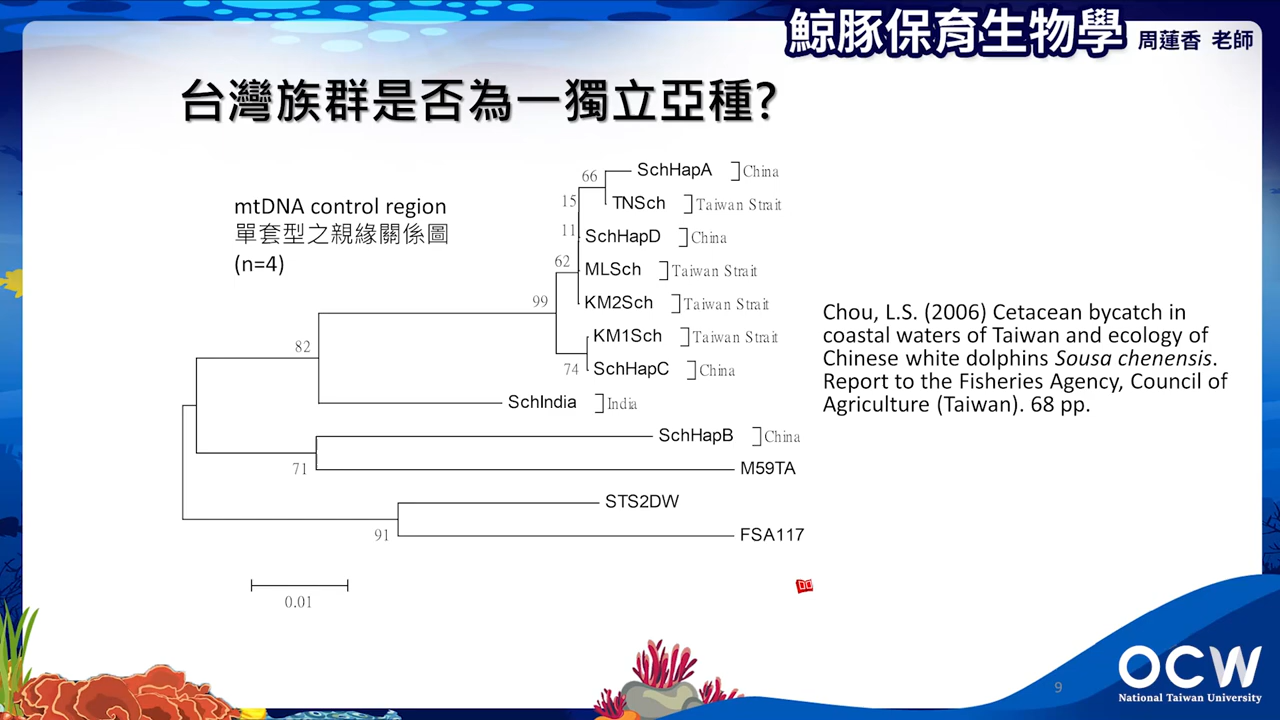 鯨豚保育生物學 周蓮香 老師
台灣族群是否為一獨立亞種?
mtDNA control region
單套型之親緣關係圖
(n=4)
66
SchHapA
China
15
TNSch
Taiwan Strait
11
SchHapD
China
62
MLSch
Taiwan Strait
99
KM2Sch
Taiwan Strait
KM1Sch
Taiwan Strait
82
74
SchHapC
China
SchIndia
India
SchHapB
China
71
M59TA
STS2DW
91
FSA117
0.01
Chou, L.S. (2006) Cetacean bycatch in
coastal waters of Taiwan and ecology of
Chinese white dolphins Sousa chenensis.
Report to the Fisheries Agency, Council of
Agriculture (Taiwan). 68 pp.
9
OCW
National Taiwan University